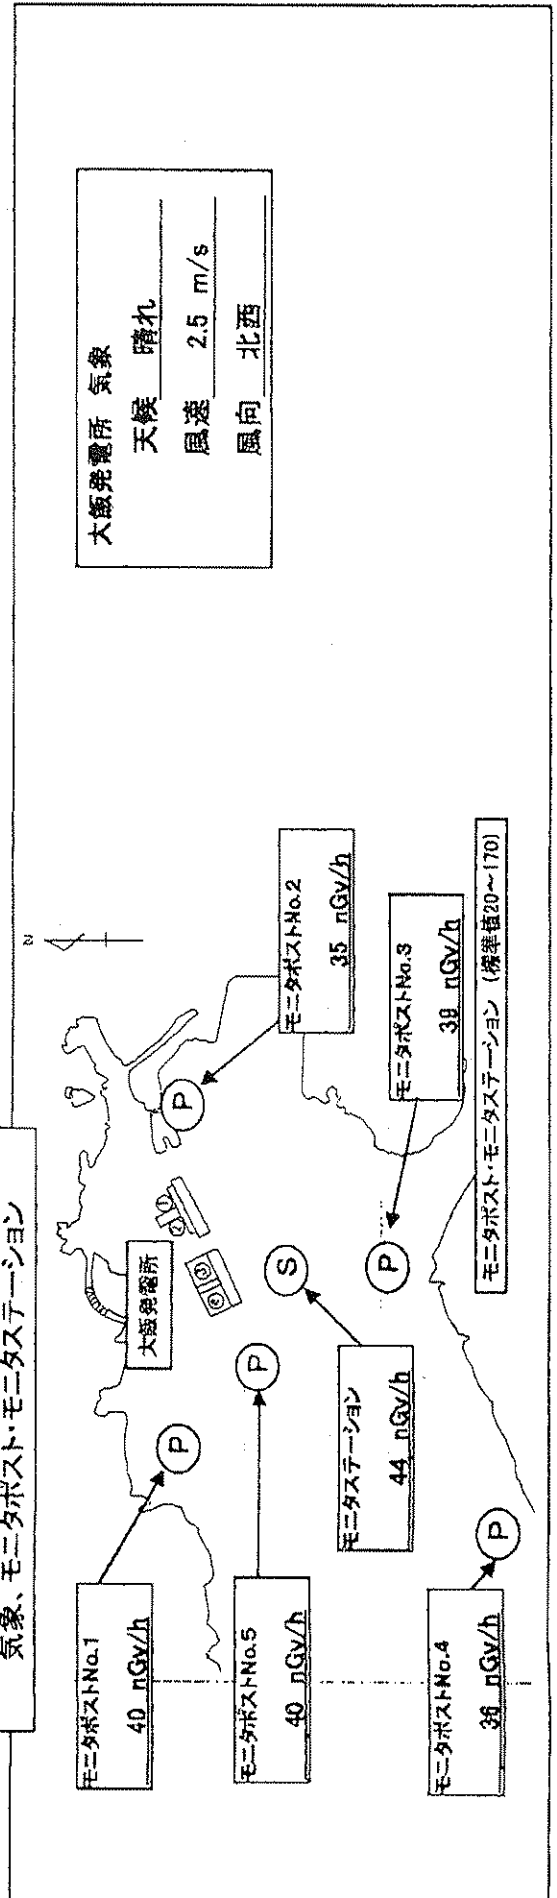 気象、モニタポスト・モニタステーション
モニタポストNo.1
40 nGy/h
モニタポストNo.5
40 nGy/h
モニタポストNo.4
36 nGy/h
大飯発電所
モニタステーション
44 nGy/h
モニタポストNo.2
35 nGy/h
モニタポストNo.3
39 nGy/h
モニタポスト・モニタステーション (標準値20～170)
P
P
P
S
P
P
①
②
③
④
N
大飯発電所 気象
天候 晴れ
風速 2.5 m/s
風向 北西